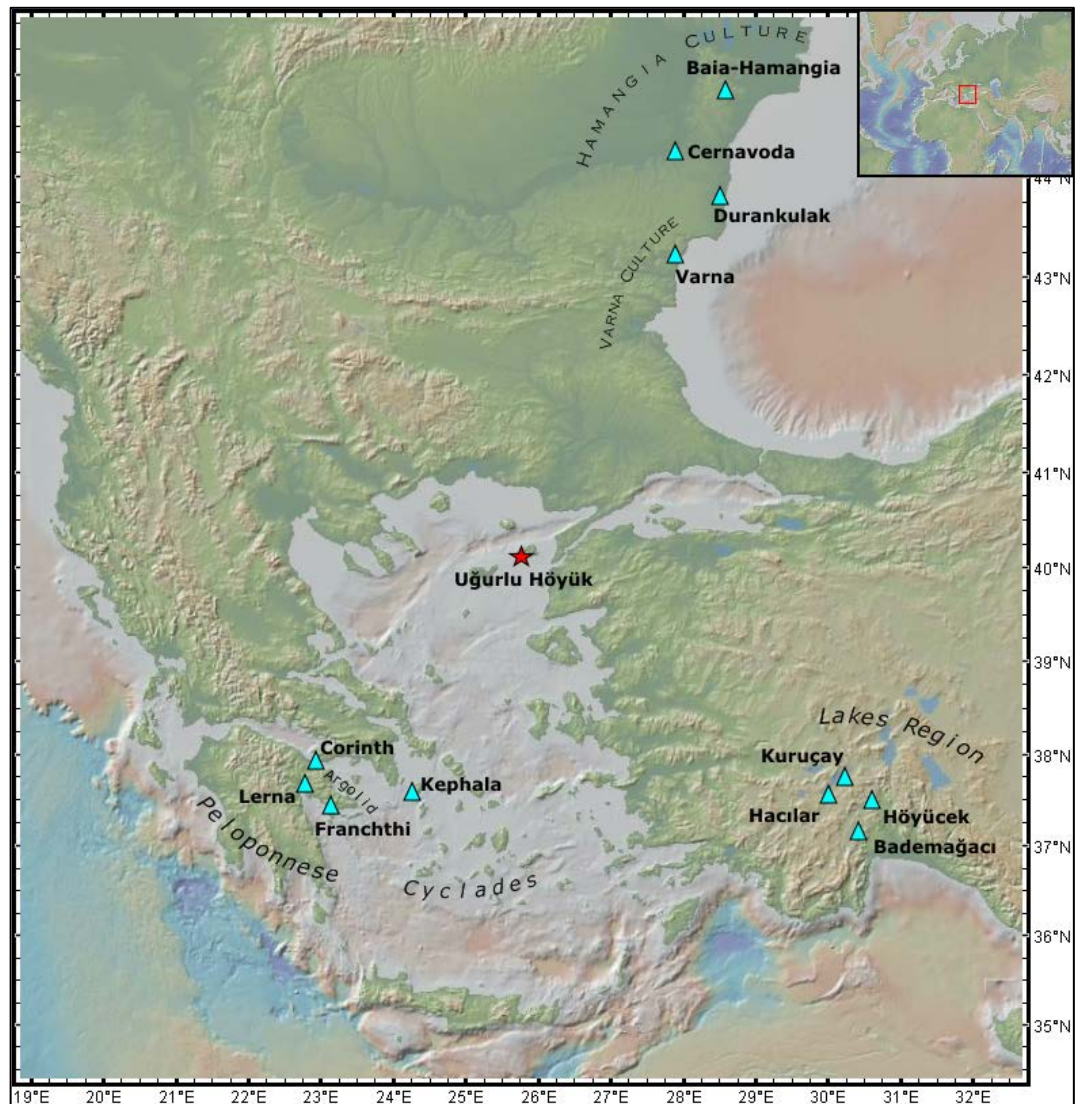 HAMANGIA CULTURE
Baia-Hamangia
Cernavoda
44°N
Durankulak
VARNA CULTURE
Varna
43°N
42°N
41°N
Uğurlu Höyük
40°N
39°N
Lakes Region
Corinth
Kuruçay
38°N
Argolid
Kephala
Lerna
Hacılar
Höyücek
Franchthi
Peloponnese
Bademağacı
37°N
Cyclades
36°N
35°N
19°E 20°E 21°E 22°E 23°E 24°E 25°E 26°E 27°E 28°E 29°E 30°E 31°E 32°E